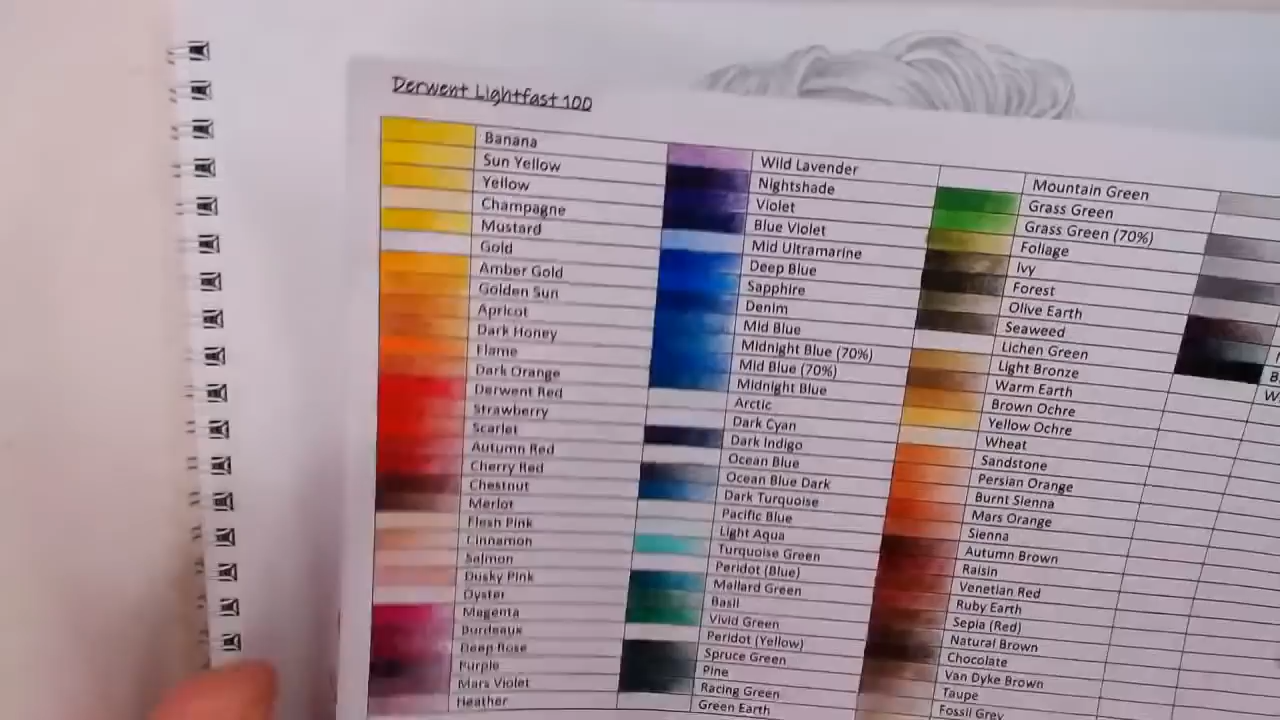 Derwent Lightfast 100
Banana
Sun Yellow
Yellow
Champagne
Mustard
Gold
Amber Gold
Golden Sun
Apricot
Dark Honey
Flame
Dark Orange
Derwent Red
Strawberry
Scarlet
Autumn Red
Cherry Red
Chestnut
Merlot
Flesh Pink
Cinnamon
Salmon
Dusky Pink
Oyster
Magenta
Burdeaux
Deep Rose
Purple
Mars Violet
Heather
Wild Lavender
Nightshade
Violet
Blue Violet
Mid Ultramarine
Deep Blue
Sapphire
Denim
Mid Blue
Midnight Blue (70%)
Mid Blue (70%)
Midnight Blue
Arctic
Dark Cyan
Dark Indigo
Ocean Blue
Ocean Blue Dark
Dark Turquoise
Pacific Blue
Light Aqua
Turquoise Green
Peridot (Blue)
Mallard Green
Basil
Vivid Green
Peridot (Yellow)
Spruce Green
Pine
Racing Green
Green Earth
Mountain Green
Grass Green
Grass Green (70%)
Foliage
Ivy
Forest
Olive Earth
Seaweed
Lichen Green
Light Bronze
Warm Earth
Brown Ochre
Yellow Ochre
Wheat
Sandstone
Persian Orange
Burnt Sienna
Mars Orange
Sienna
Autumn Brown
Raisin
Venetian Red
Ruby Earth
Sepia (Red)
Natural Brown
Chocolate
Van Dyke Brown
Taupe
Fossil Grey